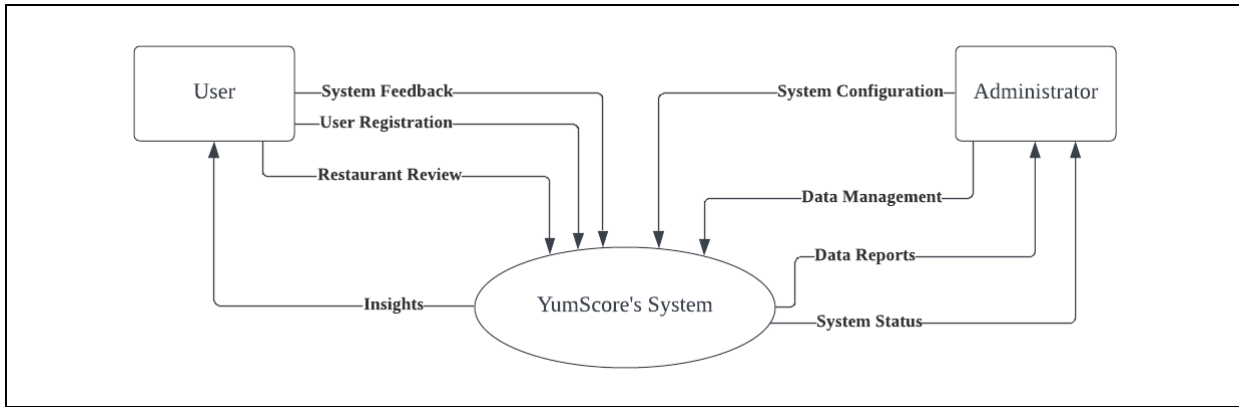 User
System Feedback
System Configuration
Administrator
User Registration
Restaurant Review
Data Management
Data Reports
Insights
YumScore's System
System Status